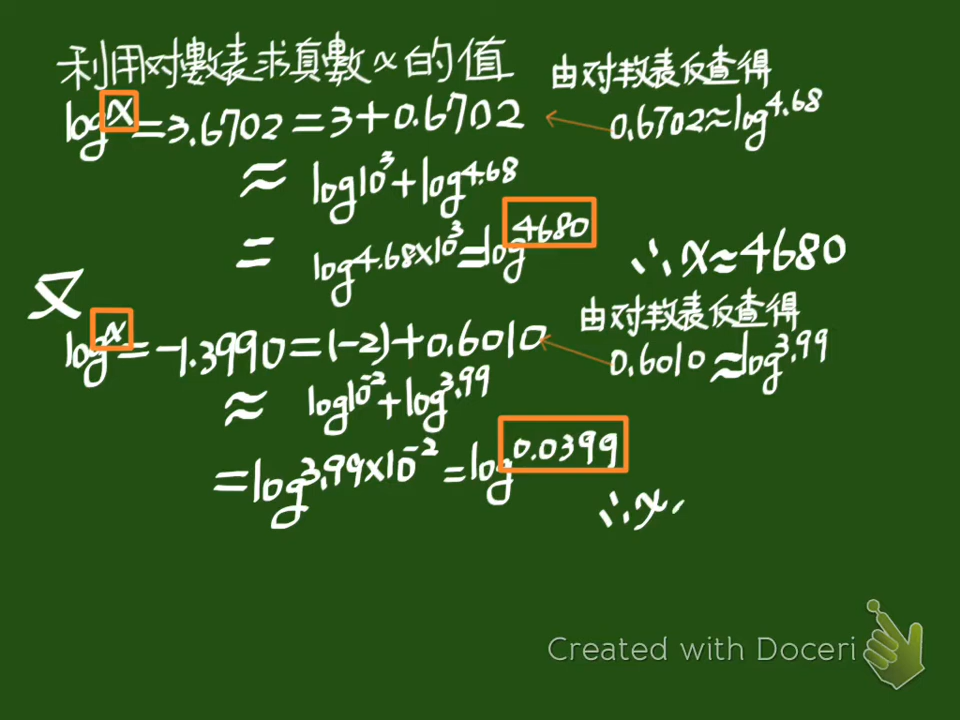 利用对數表求真數x的值
由对数表反查得
log x = 3.6702 = 3 + 0.6702
0.6702 ≈ log 4.68
≈ log 10³ + log 4.68
= log 4.68×10³ = log 4680
∴ x ≈ 4680
又
由对数表反查得
log x = -1.3990 = (-2) + 0.6010
0.6010 ≈ log 3.99
≈ log 10⁻² + log 3.99
= log 3.99×10⁻² = log 0.0399
∴ x
Created with Doceri